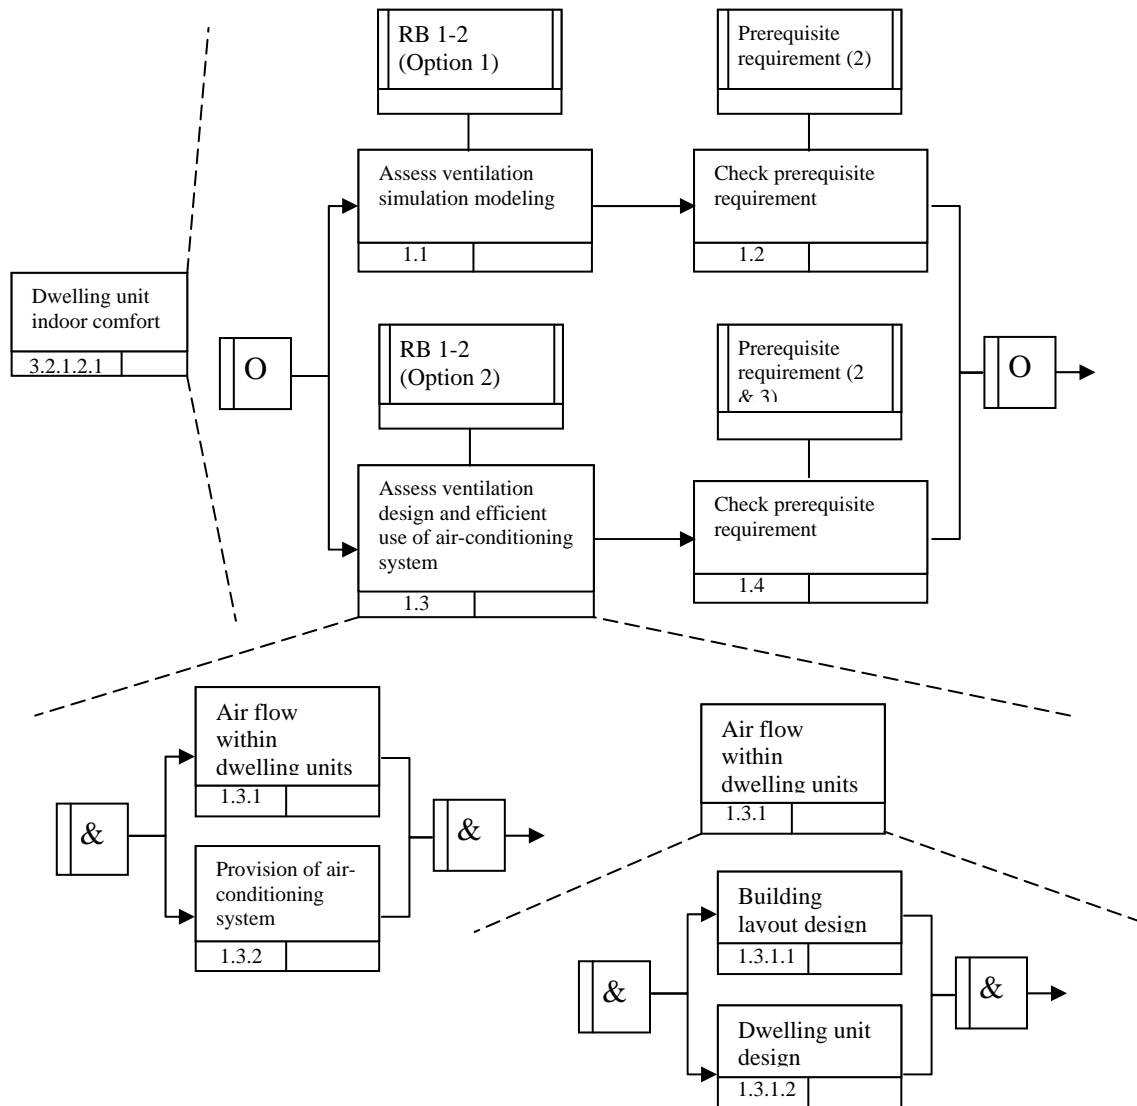 RB 1-2
(Option 1)
Prerequisite
requirement (2)
Assess ventilation
simulation modeling
1.1
Check prerequisite
requirement
1.2
Dwelling unit
indoor comfort
3.2.1.2.1
O
RB 1-2
(Option 2)
Prerequisite
requirement (2
& 3)
O
Assess ventilation
design and efficient
use of air-conditioning
system
1.3
Check prerequisite
requirement
1.4
Air flow
within
dwelling units
1.3.1
&
&
Provision of air-
conditioning
system
1.3.2
Air flow
within
dwelling units
1.3.1
Building
layout design
1.3.1.1
&
&
Dwelling unit
design
1.3.1.2